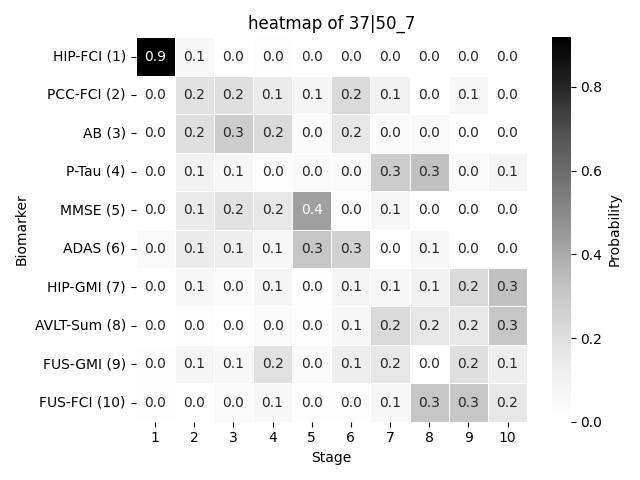 heatmap of 37|50_7
HIP-FCI (1) 0.9 0.1 0.0 0.0 0.0 0.0 0.0 0.0 0.0 0.0
PCC-FCI (2) 0.0 0.2 0.2 0.1 0.1 0.2 0.1 0.0 0.1 0.0
AB (3) 0.0 0.2 0.3 0.2 0.0 0.2 0.0 0.0 0.0 0.0
P-Tau (4) 0.0 0.1 0.1 0.0 0.0 0.0 0.3 0.3 0.0 0.1
MMSE (5) 0.0 0.1 0.2 0.2 0.4 0.0 0.1 0.0 0.0 0.0
ADAS (6) 0.0 0.1 0.1 0.1 0.3 0.3 0.0 0.1 0.0 0.0
HIP-GMI (7) 0.0 0.1 0.0 0.1 0.0 0.1 0.1 0.1 0.2 0.3
AVLT-Sum (8) 0.0 0.0 0.0 0.0 0.0 0.1 0.2 0.2 0.2 0.3
FUS-GMI (9) 0.0 0.1 0.1 0.2 0.0 0.1 0.2 0.0 0.2 0.1
FUS-FCI (10) 0.0 0.0 0.0 0.1 0.0 0.0 0.1 0.3 0.3 0.2
1 2 3 4 5 6 7 8 9 10
Stage
Biomarker
0.8
0.6
0.4
0.2
0.0
Probability